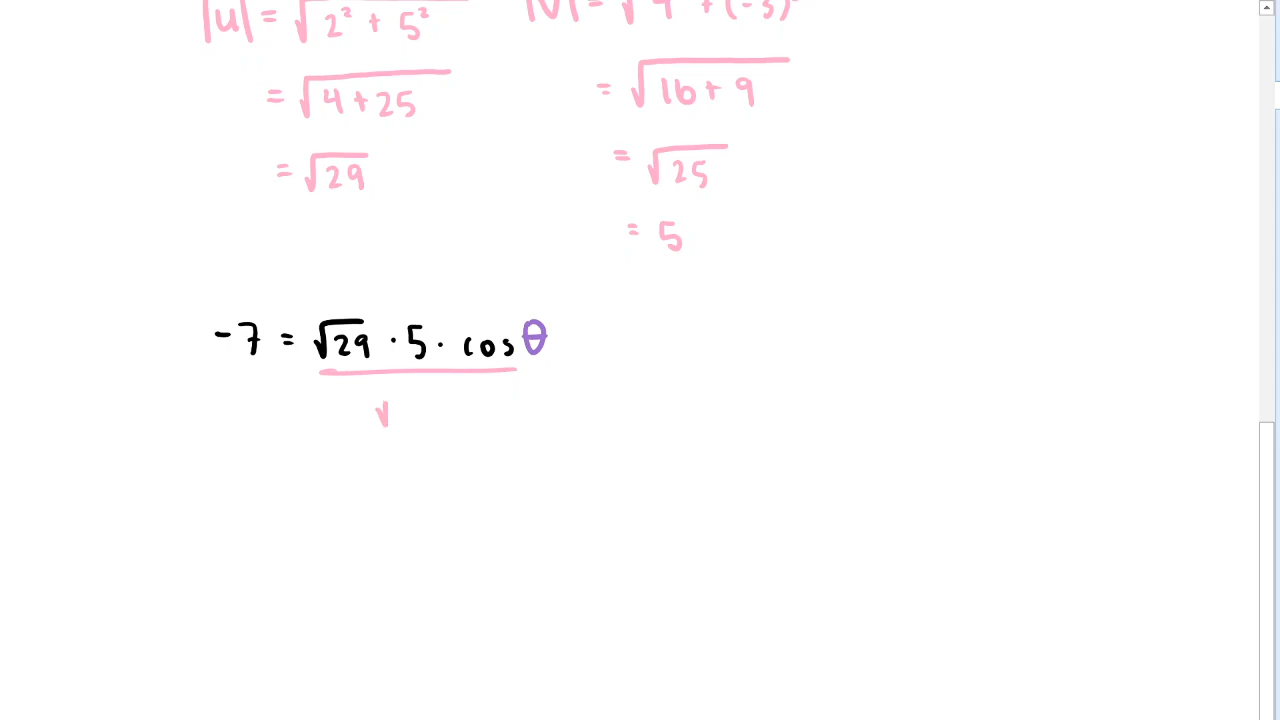 |u| = √2² + 5² |v| = √4² + (-3)²
= √4 + 25 = √16 + 9
= √29 = √25
= 5
-7 = √29 · 5 · cos θ
√